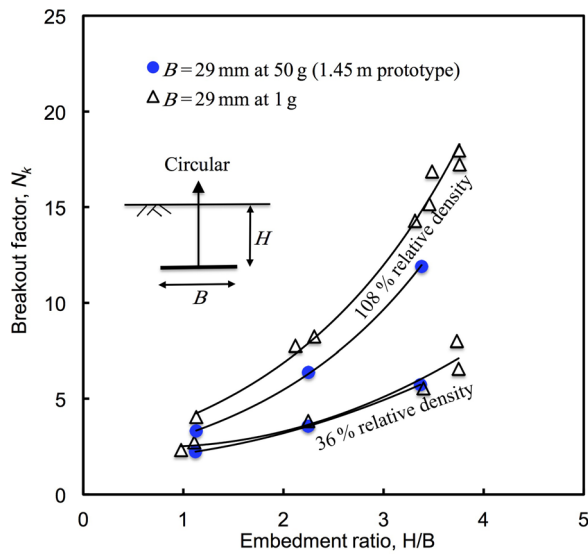 25
20
15
10
5
0
0
1
2
3
4
5
Breakout factor, Nk
Embedment ratio, H/B
B = 29 mm at 50 g (1.45 m prototype)
B = 29 mm at 1 g
Circular
H
B
108 % relative density
36 % relative density